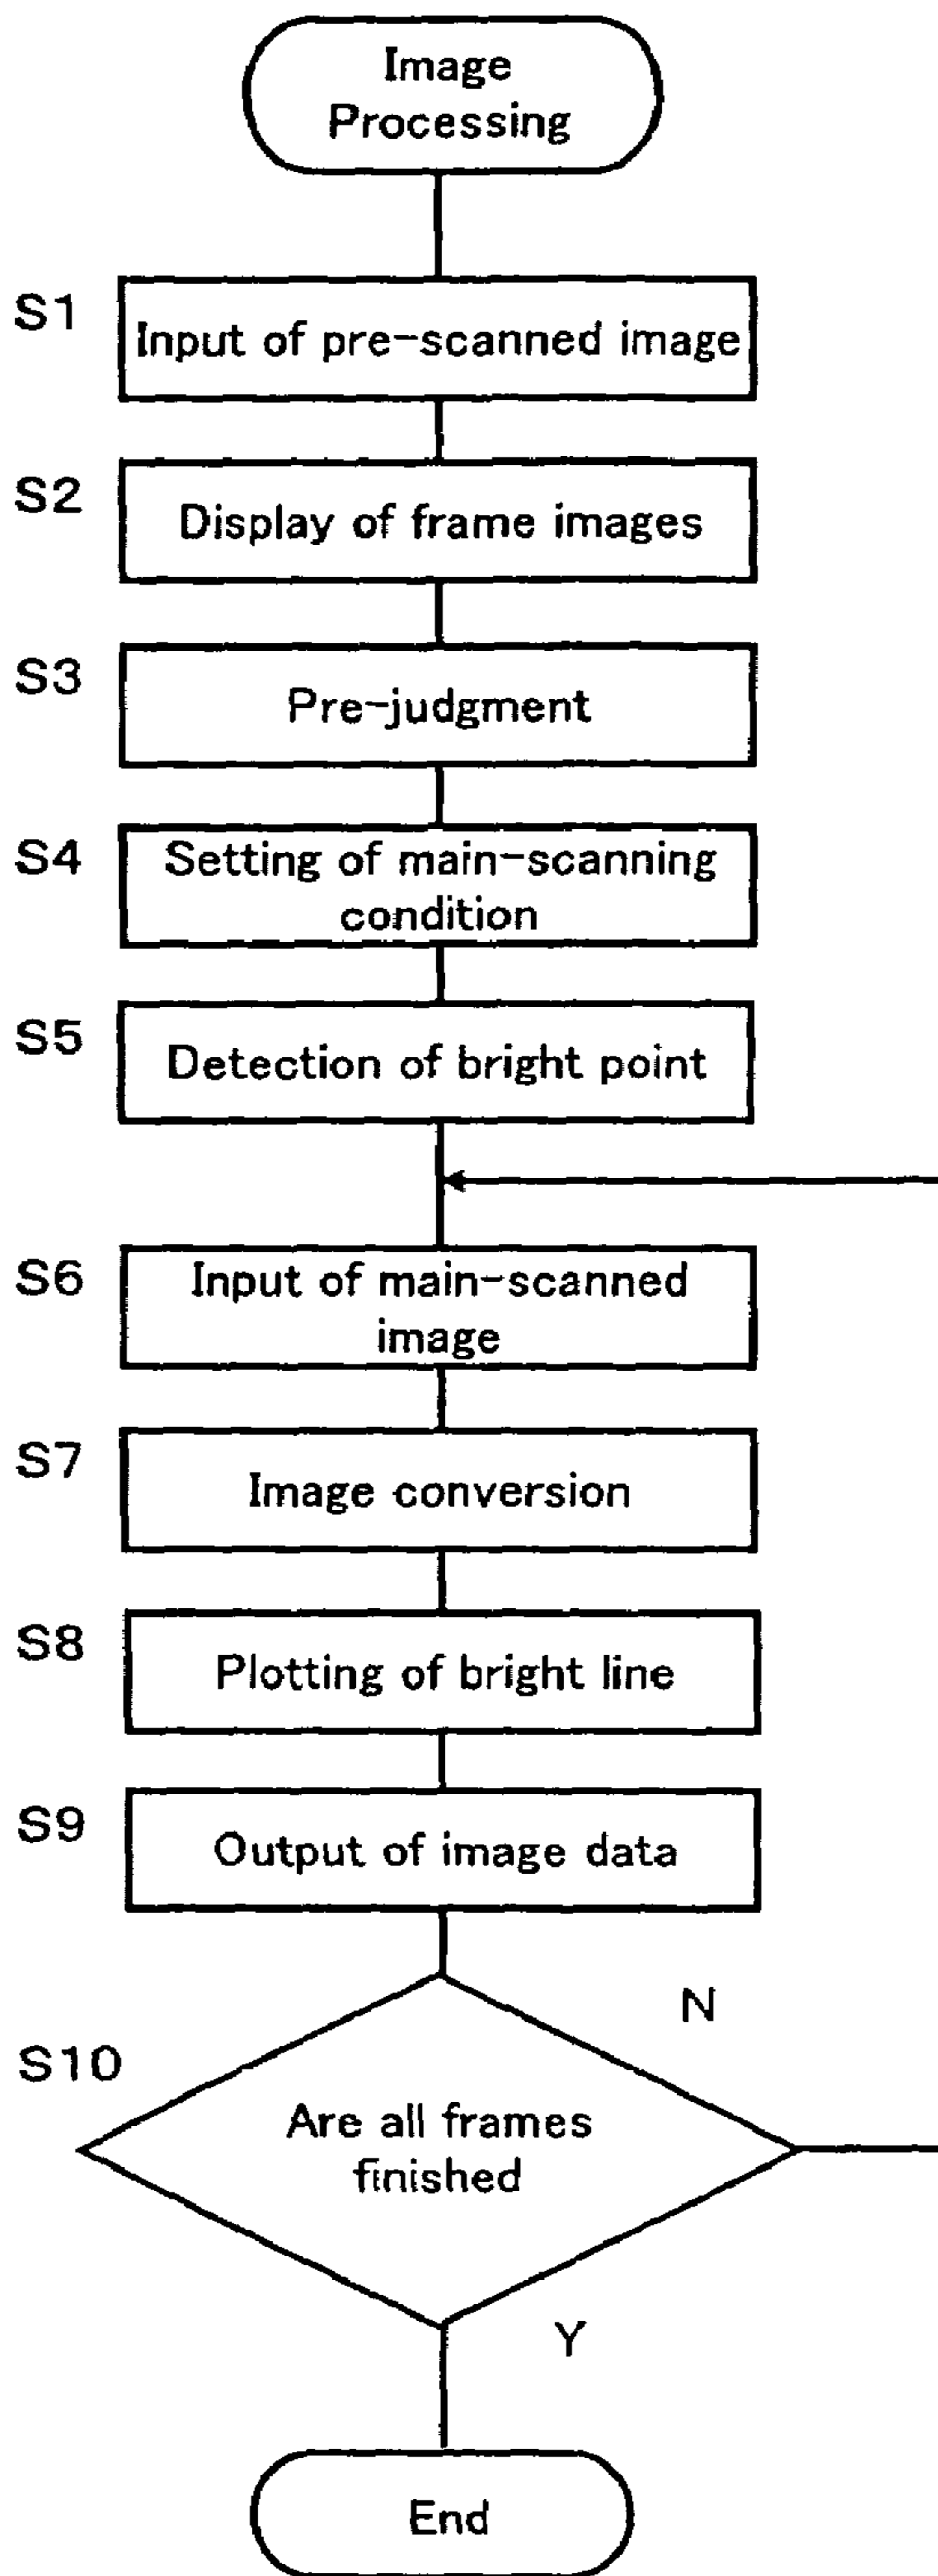 Image
Processing
S1
Input of pre-scanned image
S2
Display of frame images
S3
Pre-judgment
S4
Setting of main-scanning
condition
S5
Detection of bright point
S6
Input of main-scanned
image
S7
Image conversion
S8
Plotting of bright line
S9
Output of image data
N
S10
Are all frames
finished
Y
End